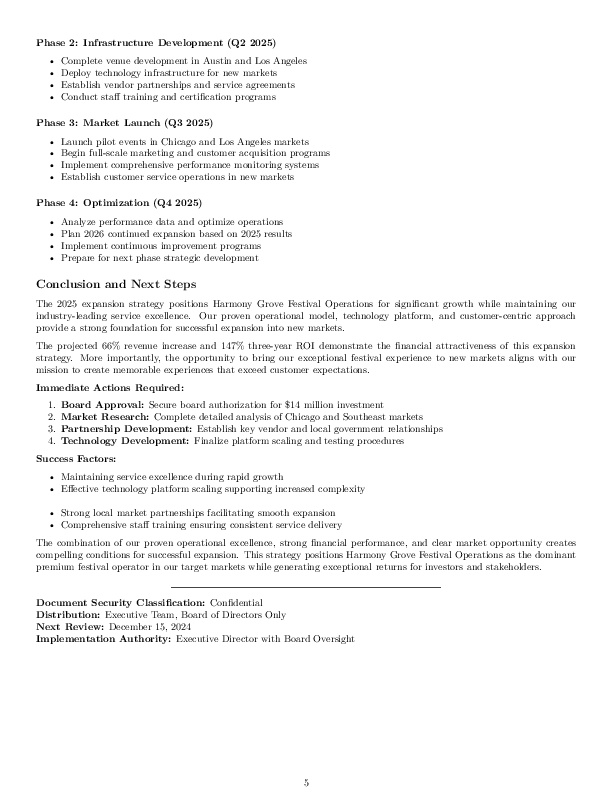 Phase 2: Infrastructure Development (Q2 2025)
• Complete venue development in Austin and Los Angeles
• Deploy technology infrastructure for new markets
• Establish vendor partnerships and service agreements
• Conduct staff training and certification programs
Phase 3: Market Launch (Q3 2025)
• Launch pilot events in Chicago and Los Angeles markets
• Begin full-scale marketing and customer acquisition programs
• Implement comprehensive performance monitoring systems
• Establish customer service operations in new markets
Phase 4: Optimization (Q4 2025)
• Analyze performance data and optimize operations
• Plan 2026 continued expansion based on 2025 results
• Implement continuous improvement programs
• Prepare for next phase strategic development
Conclusion and Next Steps
The 2025 expansion strategy positions Harmony Grove Festival Operations for significant growth while maintaining our
industry-leading service excellence. Our proven operational model, technology platform, and customer-centric approach
provide a strong foundation for successful expansion into new markets.
The projected 66% revenue increase and 147% three-year ROI demonstrate the financial attractiveness of this expansion
strategy. More importantly, the opportunity to bring our exceptional festival experience to new markets aligns with our
mission to create memorable experiences that exceed customer expectations.
Immediate Actions Required:
1. Board Approval: Secure board authorization for $14 million investment
2. Market Research: Complete detailed analysis of Chicago and Southeast markets
3. Partnership Development: Establish key vendor and local government relationships
4. Technology Development: Finalize platform scaling and testing procedures
Success Factors:
• Maintaining service excellence during rapid growth
• Effective technology platform scaling supporting increased complexity
• Strong local market partnerships facilitating smooth expansion
• Comprehensive staff training ensuring consistent service delivery
The combination of our proven operational excellence, strong financial performance, and clear market opportunity creates
compelling conditions for successful expansion. This strategy positions Harmony Grove Festival Operations as the dominant
premium festival operator in our target markets while generating exceptional returns for investors and stakeholders.
Document Security Classification: Confidential
Distribution: Executive Team, Board of Directors Only
Next Review: December 15, 2024
Implementation Authority: Executive Director with Board Oversight
5